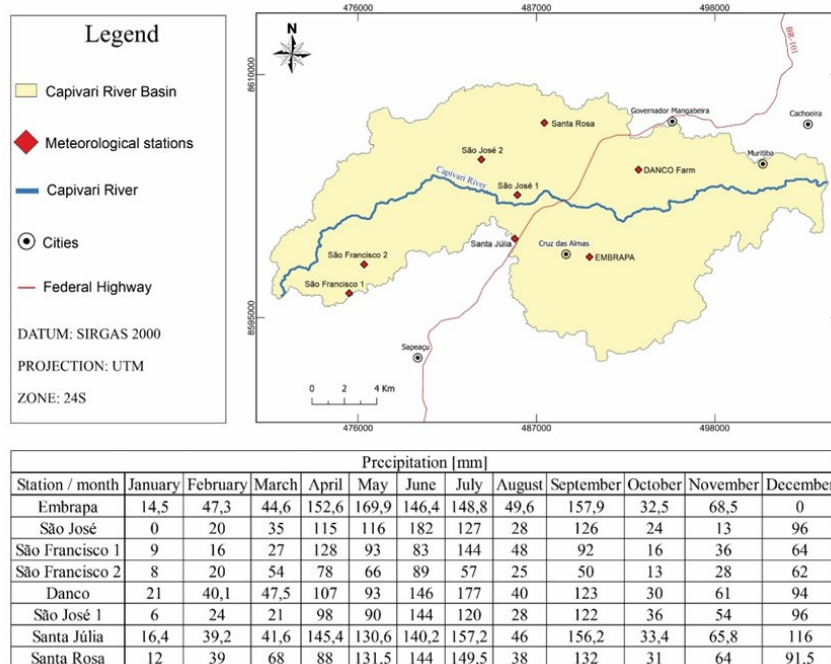 Legend
Capivari River Basin
Meteorological stations
Capivari River
Cities
Federal Highway
DATUM: SIRGAS 2000
PROJECTION: UTM
ZONE: 24S
476000 487000 498000
8610000
8595000
N
BR-101
Governador Mangabeira
Cachoeira
Santa Rosa
Muritiba
São José 2
DANCO Farm
Capivari River
São José 1
Santa Júlia
Cruz das Almas
EMBRAPA
São Francisco 2
São Francisco 1
Sapeaçu
0 2 4 Km
476000 487000 498000
Precipitation [mm]
Station / month January February March April May June July August September October November December
Embrapa 14,5 47,3 44,6 152,6 169,9 146,4 148,8 49,6 157,9 32,5 68,5 0
São José 0 20 35 115 116 182 127 28 126 24 13 96
São Francisco 1 9 16 27 128 93 83 144 48 92 16 36 64
São Francisco 2 8 20 54 78 66 89 57 25 50 13 28 62
Danco 21 40,1 47,5 107 93 146 177 40 123 30 61 94
São José 1 6 24 21 98 90 144 120 28 122 36 54 96
Santa Júlia 16,4 39,2 41,6 145,4 130,6 140,2 157,2 46 156,2 33,4 65,8 116
Santa Rosa 12 39 68 88 131,5 144 149,5 38 132 31 64 91,5